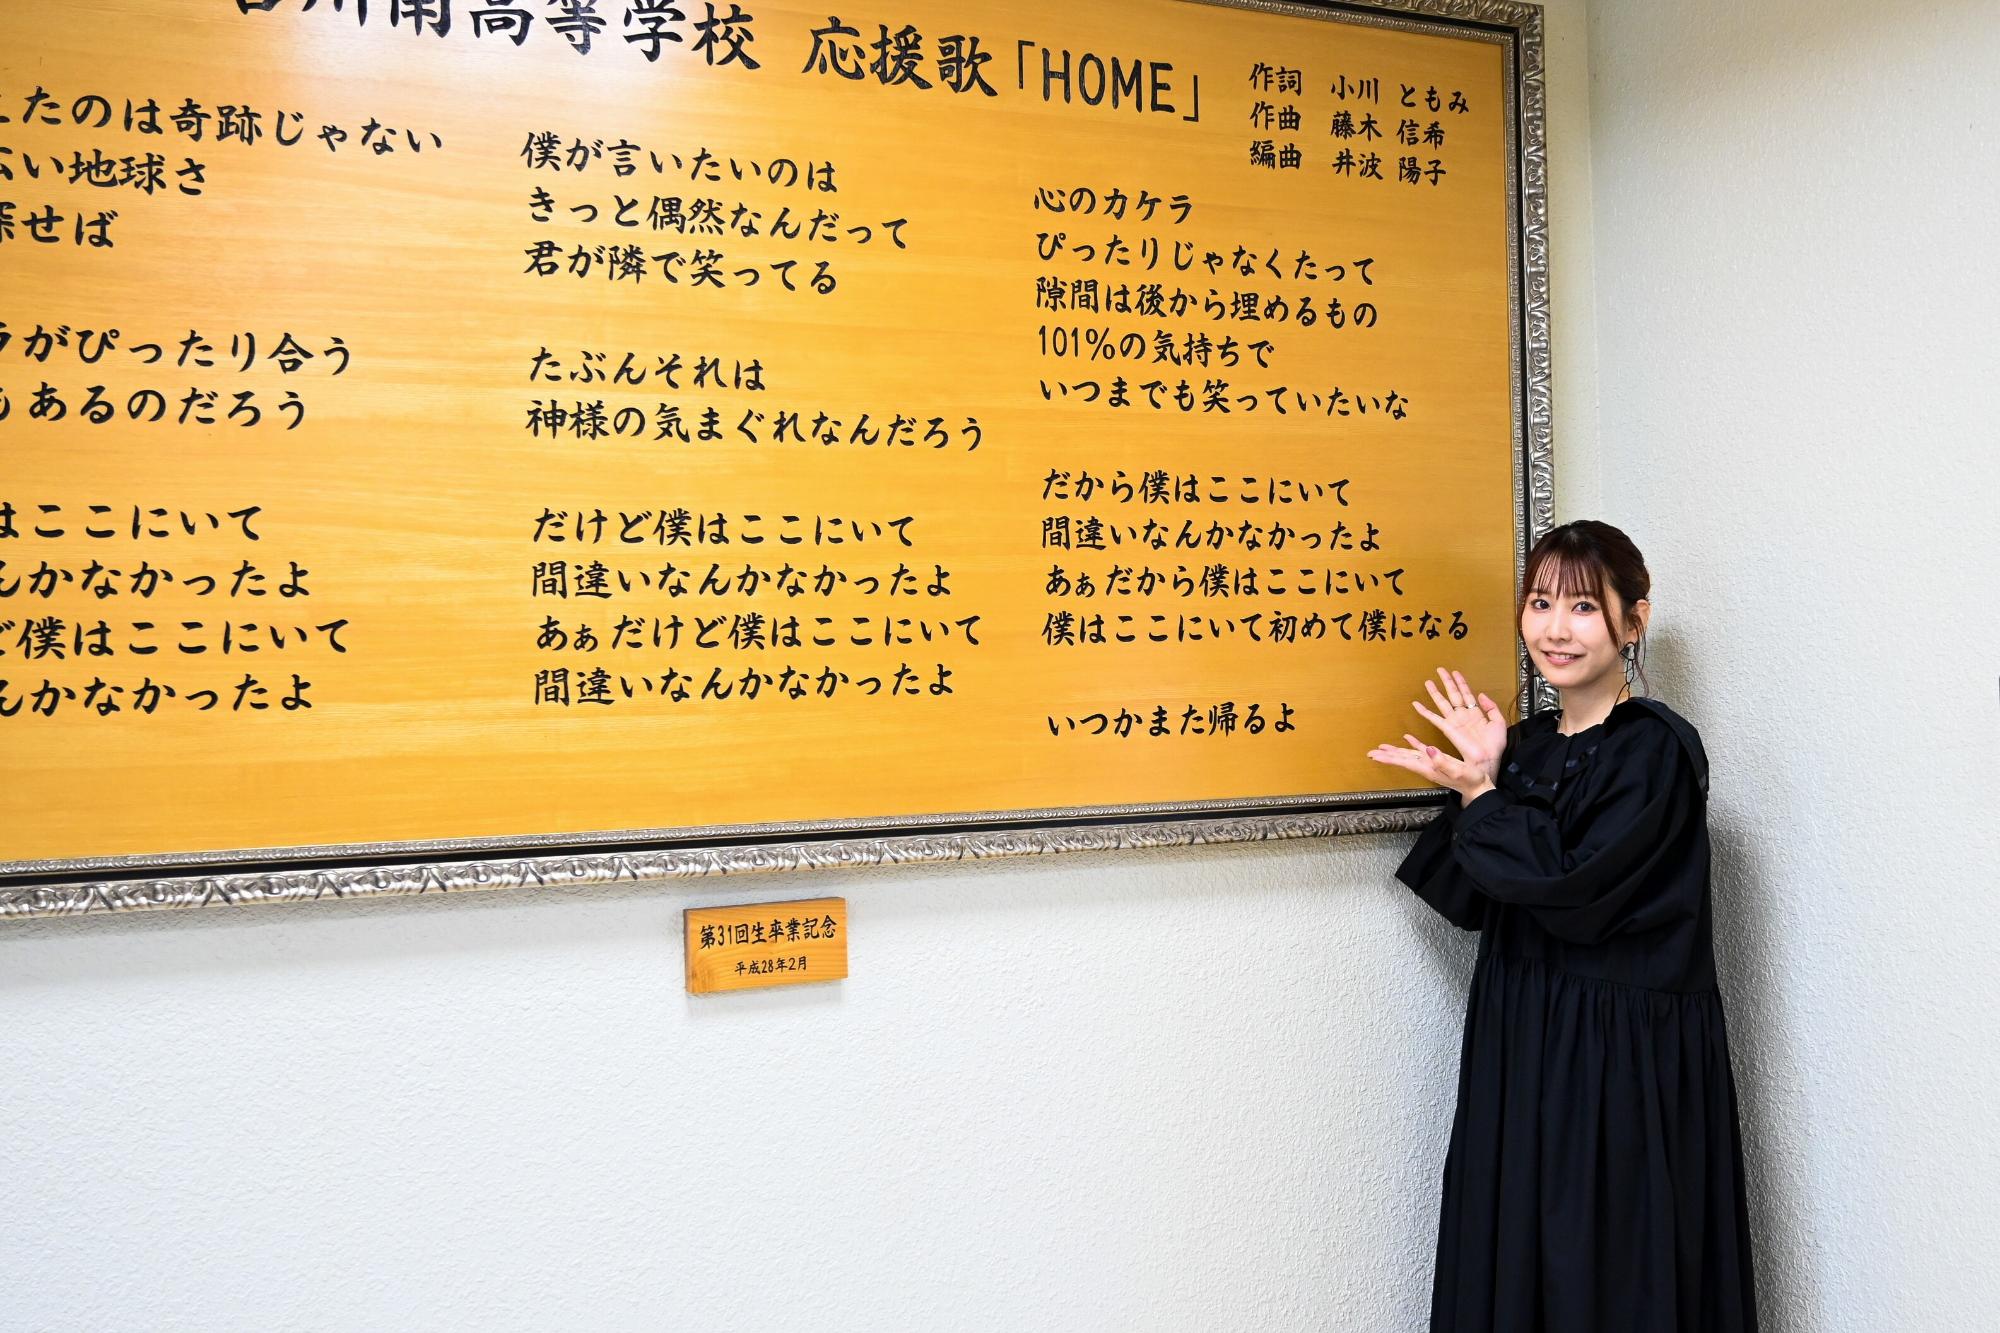 川南高等学校 応援歌「HOME」
作詞 小川 ともみ
作曲 藤木 信希
編曲 井波 陽子
心のカケラ
ぴったりじゃなくたって
隙間は後から埋めるもの
101%の気持ちで
いつまでも笑っていたいな
だから僕はここにいて
間違いなんかなかったよ
あぁだから僕はここにいて
僕はここにいて初めて僕になる
いつかまた帰るよ
僕が言いたいのは
きっと偶然なんだって
君が隣で笑ってる
たぶんそれは
神様の気まぐれなんだろう
だけど僕はここにいて
間違いなんかなかったよ
あぁだけど僕はここにいて
間違いなんかなかったよ
たのは奇跡じゃない
広い地球さ
探せば
ラがぴったり合う
もあるのだろう
はここにいて
んかなかったよ
ど僕はここにいて
んかなかったよ
第31回生卒業記念
平成28年2月